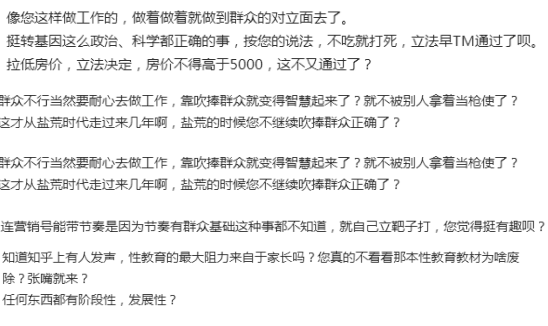 像您这样做工作的，做着做着就做到群众的对立面去了。
挺转基因这么政治、科学都正确的事，按您的说法，不吃就打死，立法早TM通过了呗。
拉低房价，立法决定，房价不得高于5000，这不又通过了？
群众不行当然要耐心去做工作，靠吹捧群众就变得智慧起来了？就不被别人拿着当枪使了？
这才从盐荒时代走过来几年啊，盐荒的时候您不继续吹捧群众正确了？
群众不行当然要耐心去做工作，靠吹捧群众就变得智慧起来了？就不被别人拿着当枪使了？
这才从盐荒时代走过来几年啊，盐荒的时候您不继续吹捧群众正确了？
连营销号能带节奏是因为节奏有群众基础这种事都不知道，就自己立靶子打，您觉得挺有趣呗？
知道知乎上有人发声，性教育的最大阻力来自于家长吗？您真的不看看那本性教育教材为啥废
除？张嘴就来？
任何东西都有阶段性，发展性？